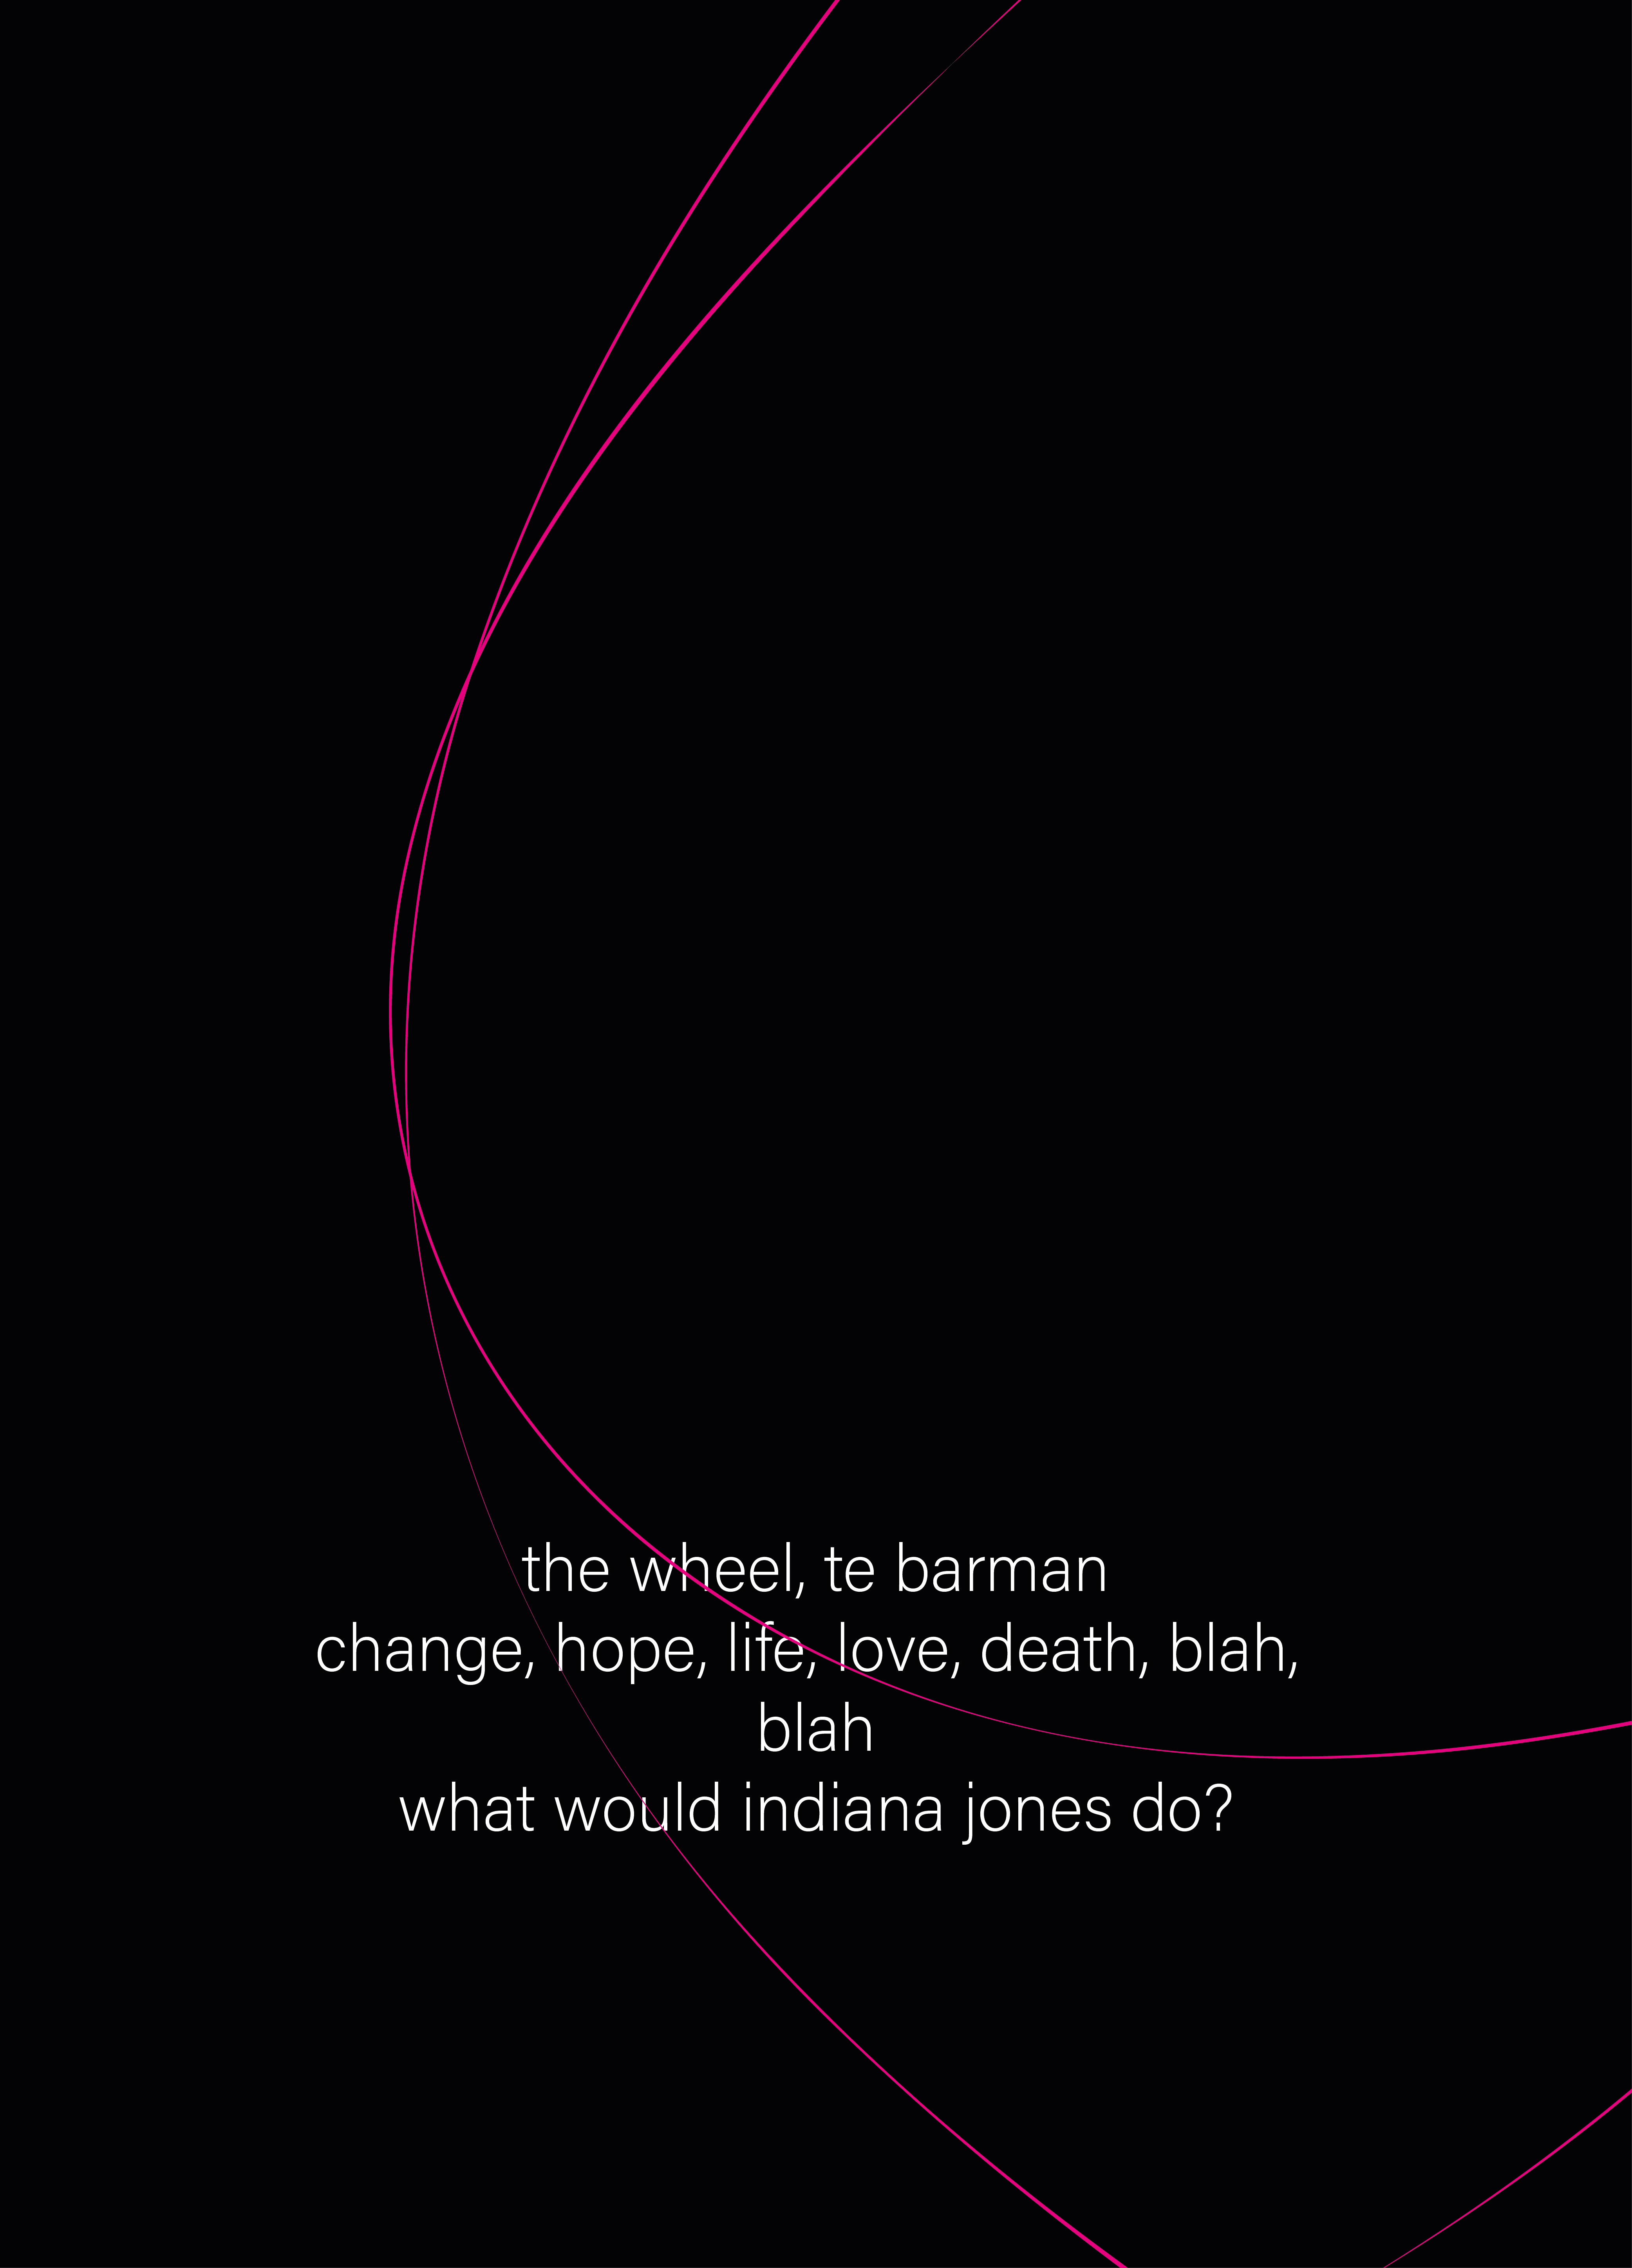 the wheel, te barman
change, hope, life, love, death, blah,
blah
what would indiana jones do?